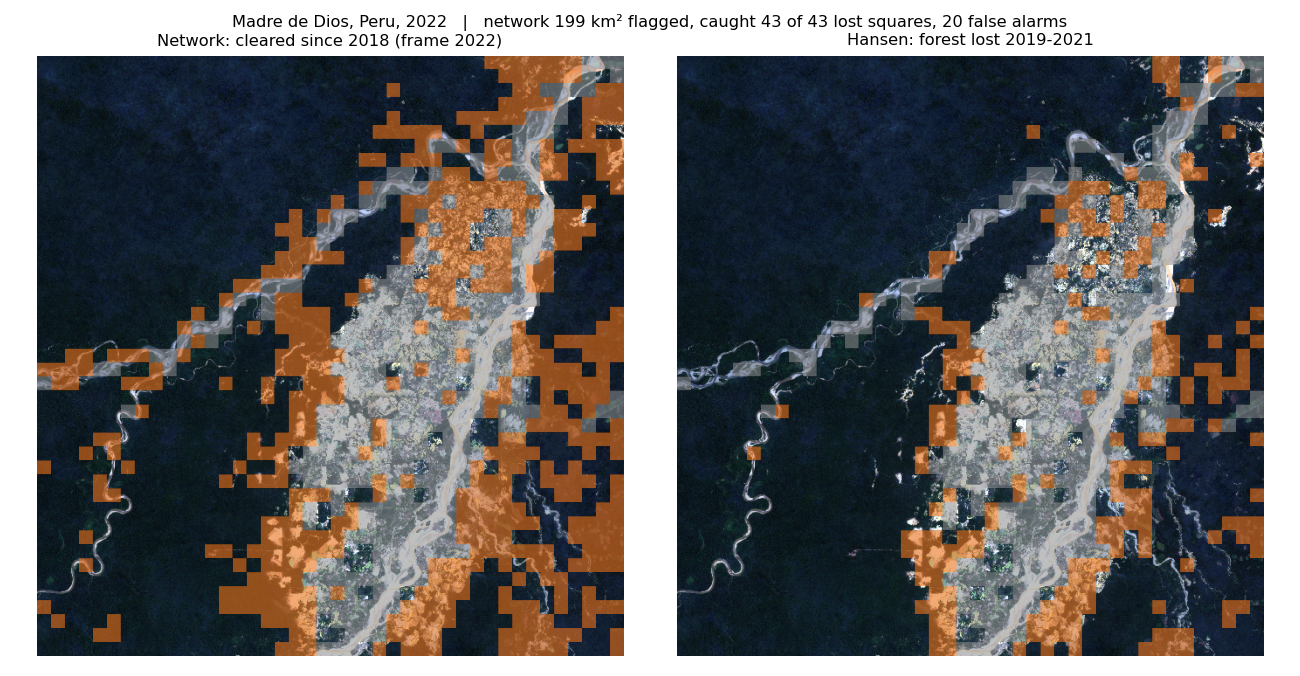 Madre de Dios, Peru, 2022   |   network 199 km² flagged, caught 43 of 43 lost squares, 20 false alarms
Network: cleared since 2018 (frame 2022)
Hansen: forest lost 2019-2021